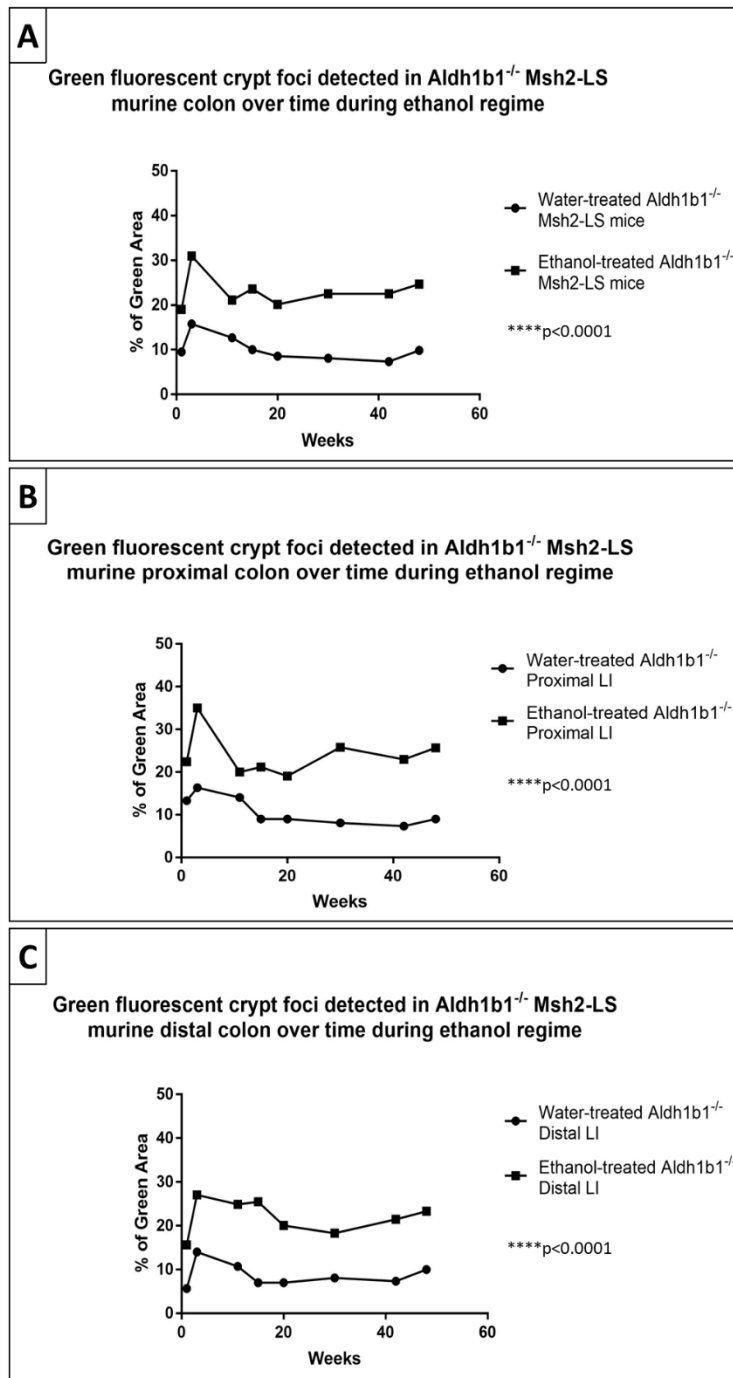 A
Green fluorescent crypt foci detected in Aldh1b1-/- Msh2-LS
murine colon over time during ethanol regime
50
40
30
20
10
0
% of Green Area
0 20 40 60
Weeks
Water-treated Aldh1b1-/-
Msh2-LS mice
Ethanol-treated Aldh1b1-/-
Msh2-LS mice
****p<0.0001
B
Green fluorescent crypt foci detected in Aldh1b1-/- Msh2-LS
murine proximal colon over time during ethanol regime
50
40
30
20
10
0
% of Green Area
0 20 40 60
Weeks
Water-treated Aldh1b1-/-
Proximal LI
Ethanol-treated Aldh1b1-/-
Proximal LI
****p<0.0001
C
Green fluorescent crypt foci detected in Aldh1b1-/- Msh2-LS
murine distal colon over time during ethanol regime
50
40
30
20
10
0
% of Green Area
0 20 40 60
Weeks
Water-treated Aldh1b1-/-
Distal LI
Ethanol-treated Aldh1b1-/-
Distal LI
****p<0.0001